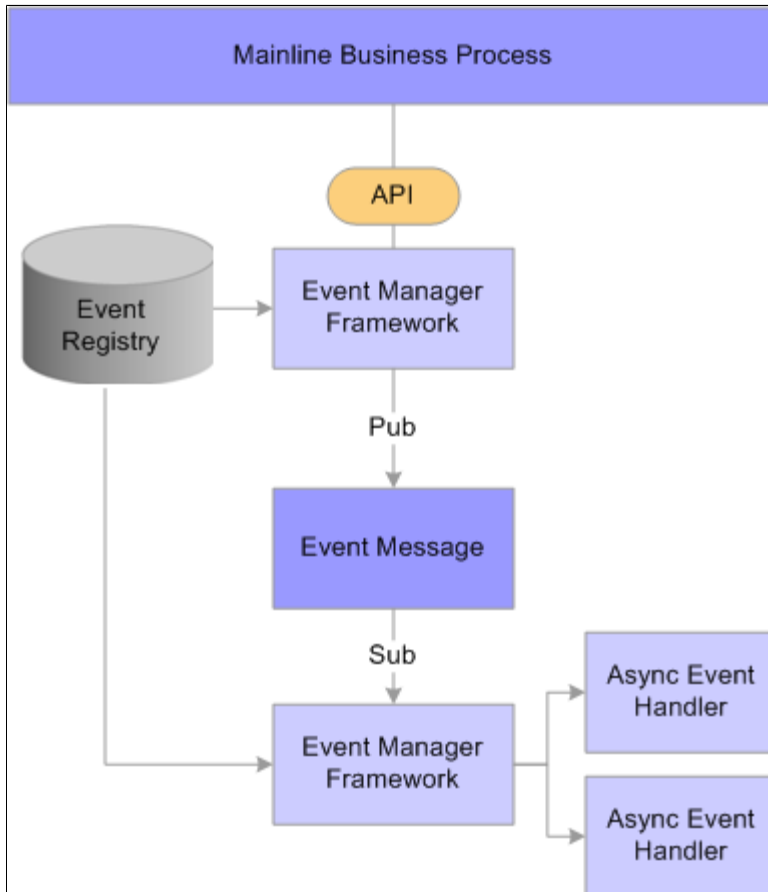 Mainline Business Process
API
Event
Registry
Event Manager
Framework
Pub
Event Message
Sub
Event Manager
Framework
Async Event
Handler
Async Event
Handler